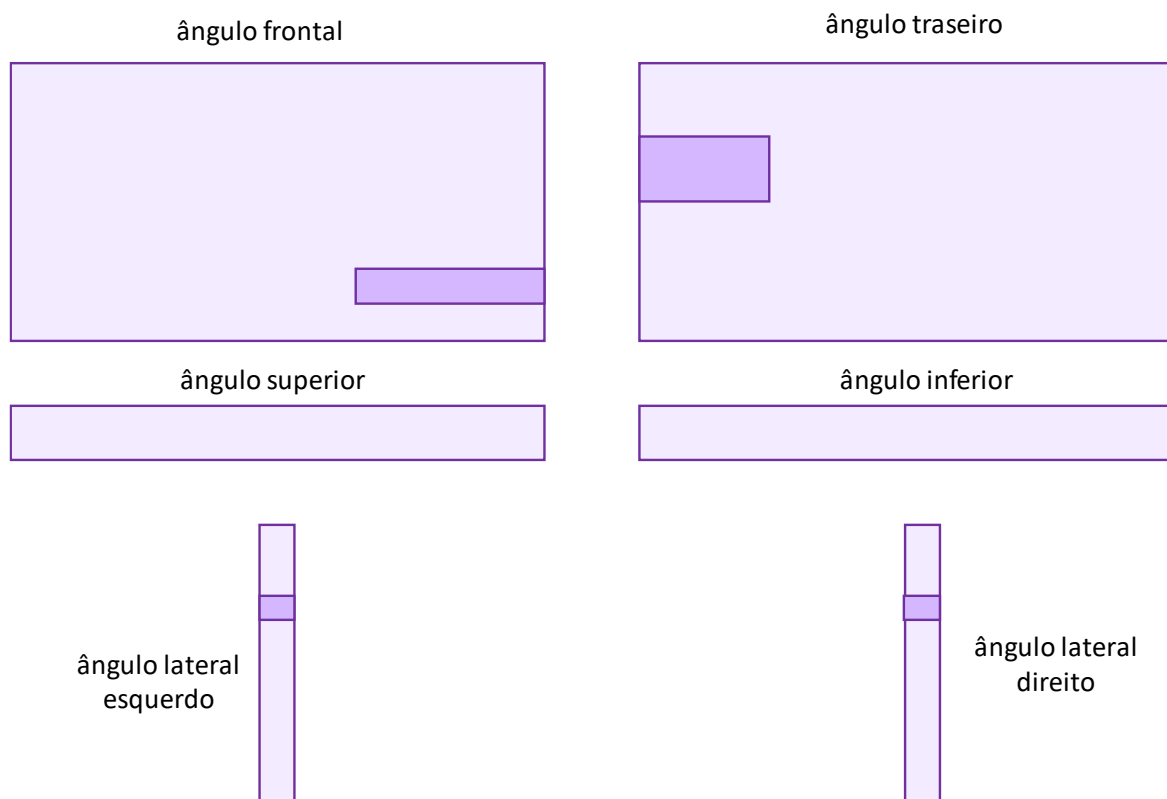 ângulo frontal
ângulo traseiro
ângulo superior
ângulo inferior
ângulo lateral
esquerdo
ângulo lateral
direito